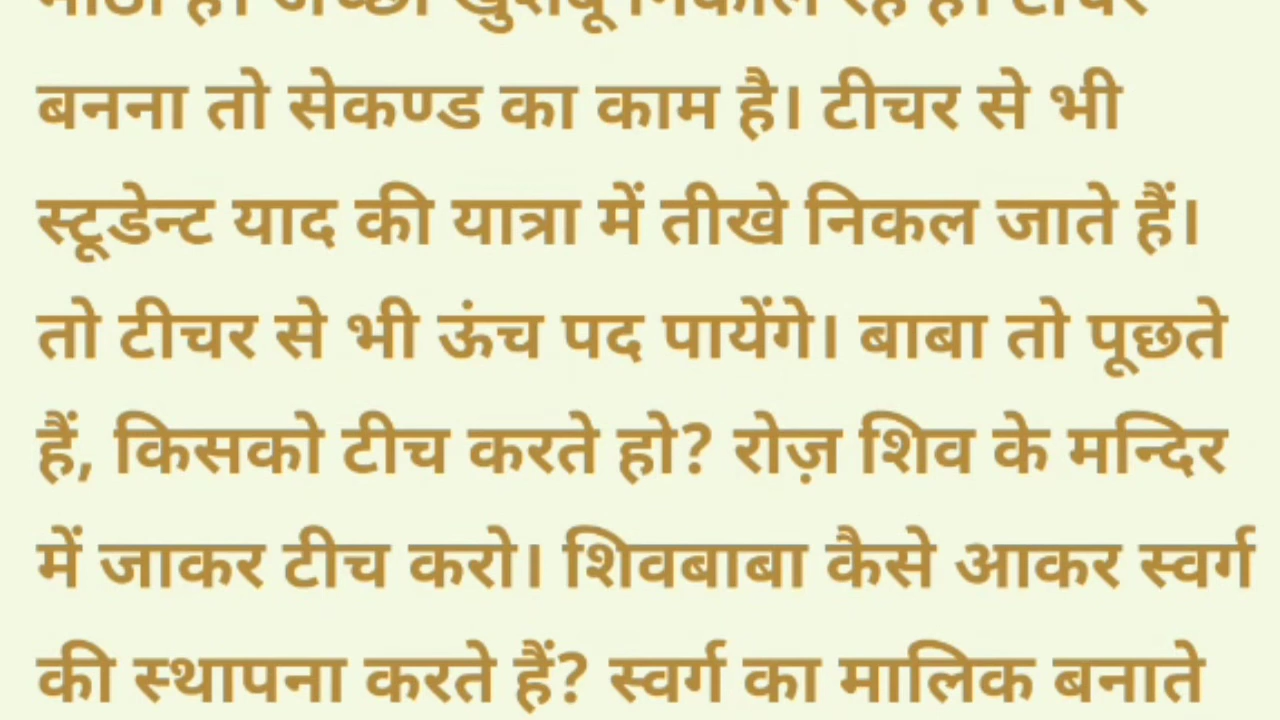 बनना तो सेकण्ड का काम है। टीचर से भी
स्टूडेन्ट याद की यात्रा में तीखे निकल जाते हैं।
तो टीचर से भी ऊंच पद पायेंगे। बाबा तो पूछते
हैं, किसको टीच करते हो? रोज़ शिव के मन्दिर
में जाकर टीच करो। शिवबाबा कैसे आकर स्वर्ग
की स्थापना करते हैं? स्वर्ग का मालिक बनाते